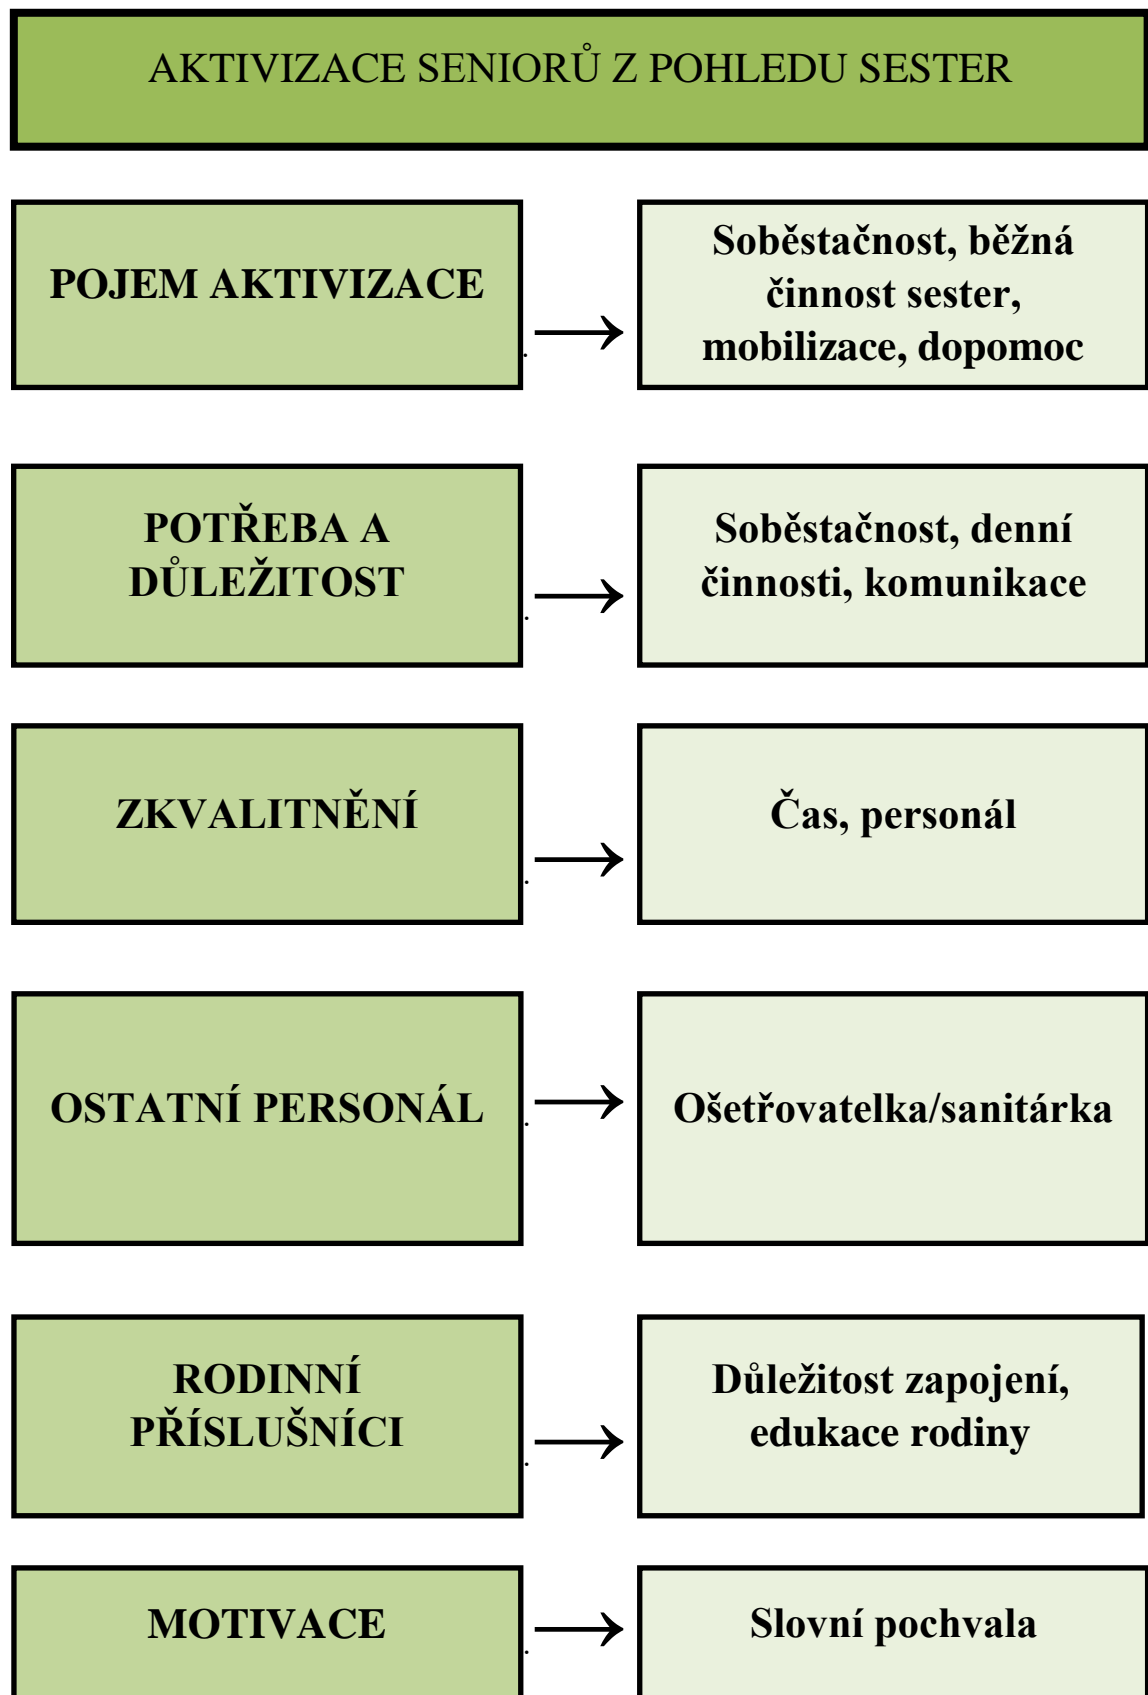 AKTIVIZACE SENIORŮ Z POHLEDU SESTER
POJEM AKTIVIZACE
Soběstačnost, běžná
činnost sester,
mobilizace, dopomoc
POTŘEBA A
DŮLEŽITOST
Soběstačnost, denní
činnosti, komunikace
ZKVALITNĚNÍ
Čas, personál
OSTATNÍ PERSONÁL
Ošetřovatelka/sanitárka
RODINNÍ
PŘÍSLUŠNÍCI
Důležitost zapojení,
edukace rodiny
MOTIVACE
Slovní pochvala